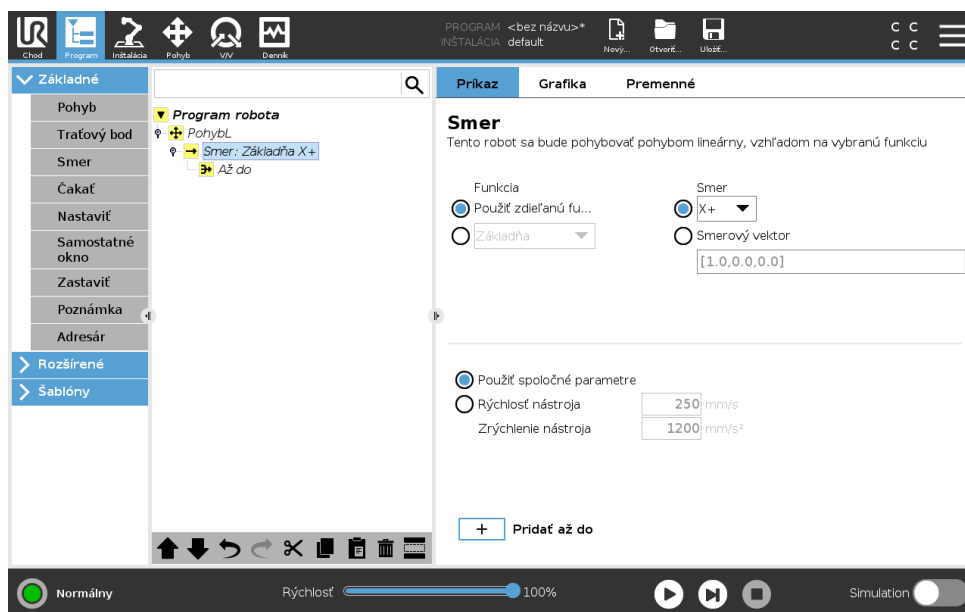 PROGRAM <bez názvu>*
INŠTALÁCIA default
Chod
Program
Inštalácia
Pohyb
V/V
Denník
Nový...
Otvoriť...
Uložiť...
C C
C C
Základné
Pohyb
Traťový bod
Smer
Čakať
Nastaviť
Samostatné
okno
Zastaviť
Poznámka
Adresár
Rozšírené
Šablóny
Program robota
PohybL
Smer: Základňa X+
Až do
Príkaz
Grafika
Premenné
Smer
Tento robot sa bude pohybovať pohybom lineárny, vzhľadom na vybranú funkciu
Funkcia
Použiť zdieľanú fu...
Základňa
Smer
X+
Smerový vektor
[1.0,0.0,0.0]
Použiť spoločné parametre
Rýchlosť nástroja 250 mm/s
Zrýchlenie nástroja 1200 mm/s²
+ Pridať až do
Normálny
Rýchlosť 100%
Simulation